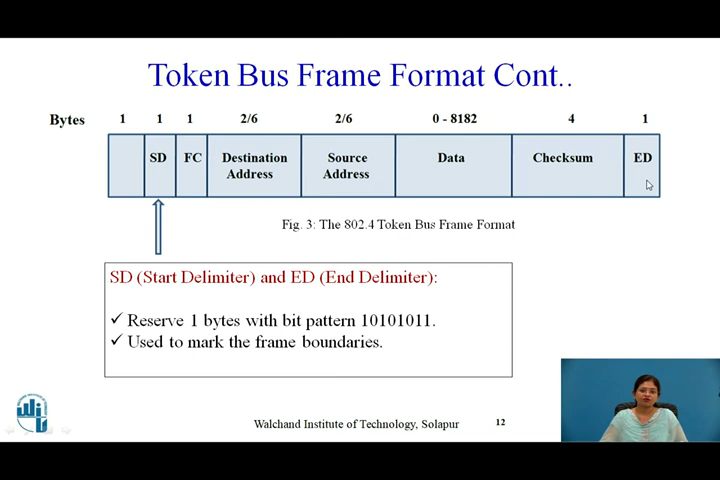 Token Bus Frame Format Cont..
Bytes 1 1 1 2/6 2/6 0 - 8182 4 1
SD FC Destination Address Source Address Data Checksum ED
Fig. 3: The 802.4 Token Bus Frame Format
SD (Start Delimiter) and ED (End Delimiter):
✓ Reserve 1 bytes with bit pattern 10101011.
✓ Used to mark the frame boundaries.
Walchand Institute of Technology, Solapur 12